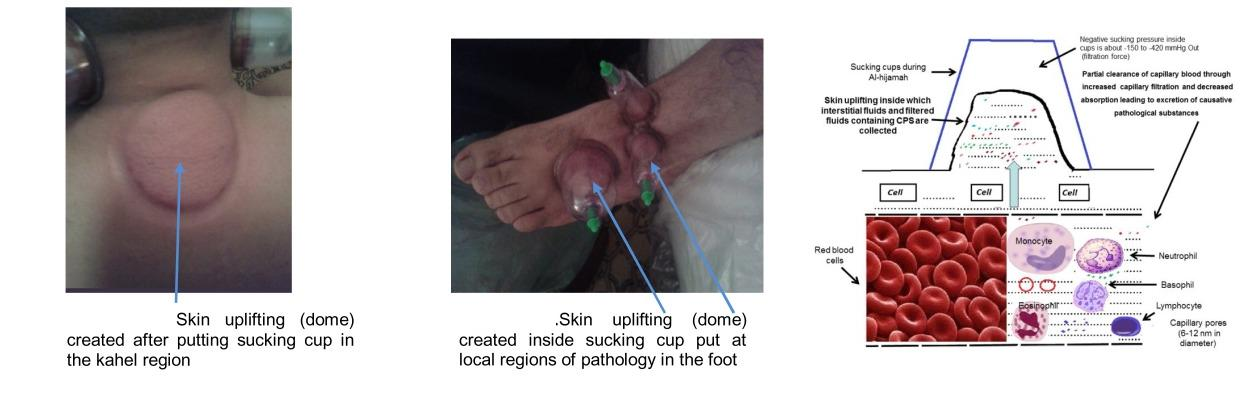 Skin uplifting (dome)
created after putting sucking cup in
the kahel region
.Skin uplifting (dome)
created inside sucking cup put at
local regions of pathology in the foot
Negative sucking pressure inside
cups is about -150 to -420 mmHg Out
(filtration force)
Sucking cups during
Al-hijamah
Partial clearance of capillary blood through
increased capillary filtration and decreased
absorption leading to excretion of causative
pathological substances
Skin uplifting inside which
interstitial fluids and filtered
fluids containing CPS are
collected
Cell
Cell
Cell
Red blood
cells
Monocyte
Neutrophil
Basophil
Eosinophil
Lymphocyte
Capillary pores
(6-12 nm in
diameter)